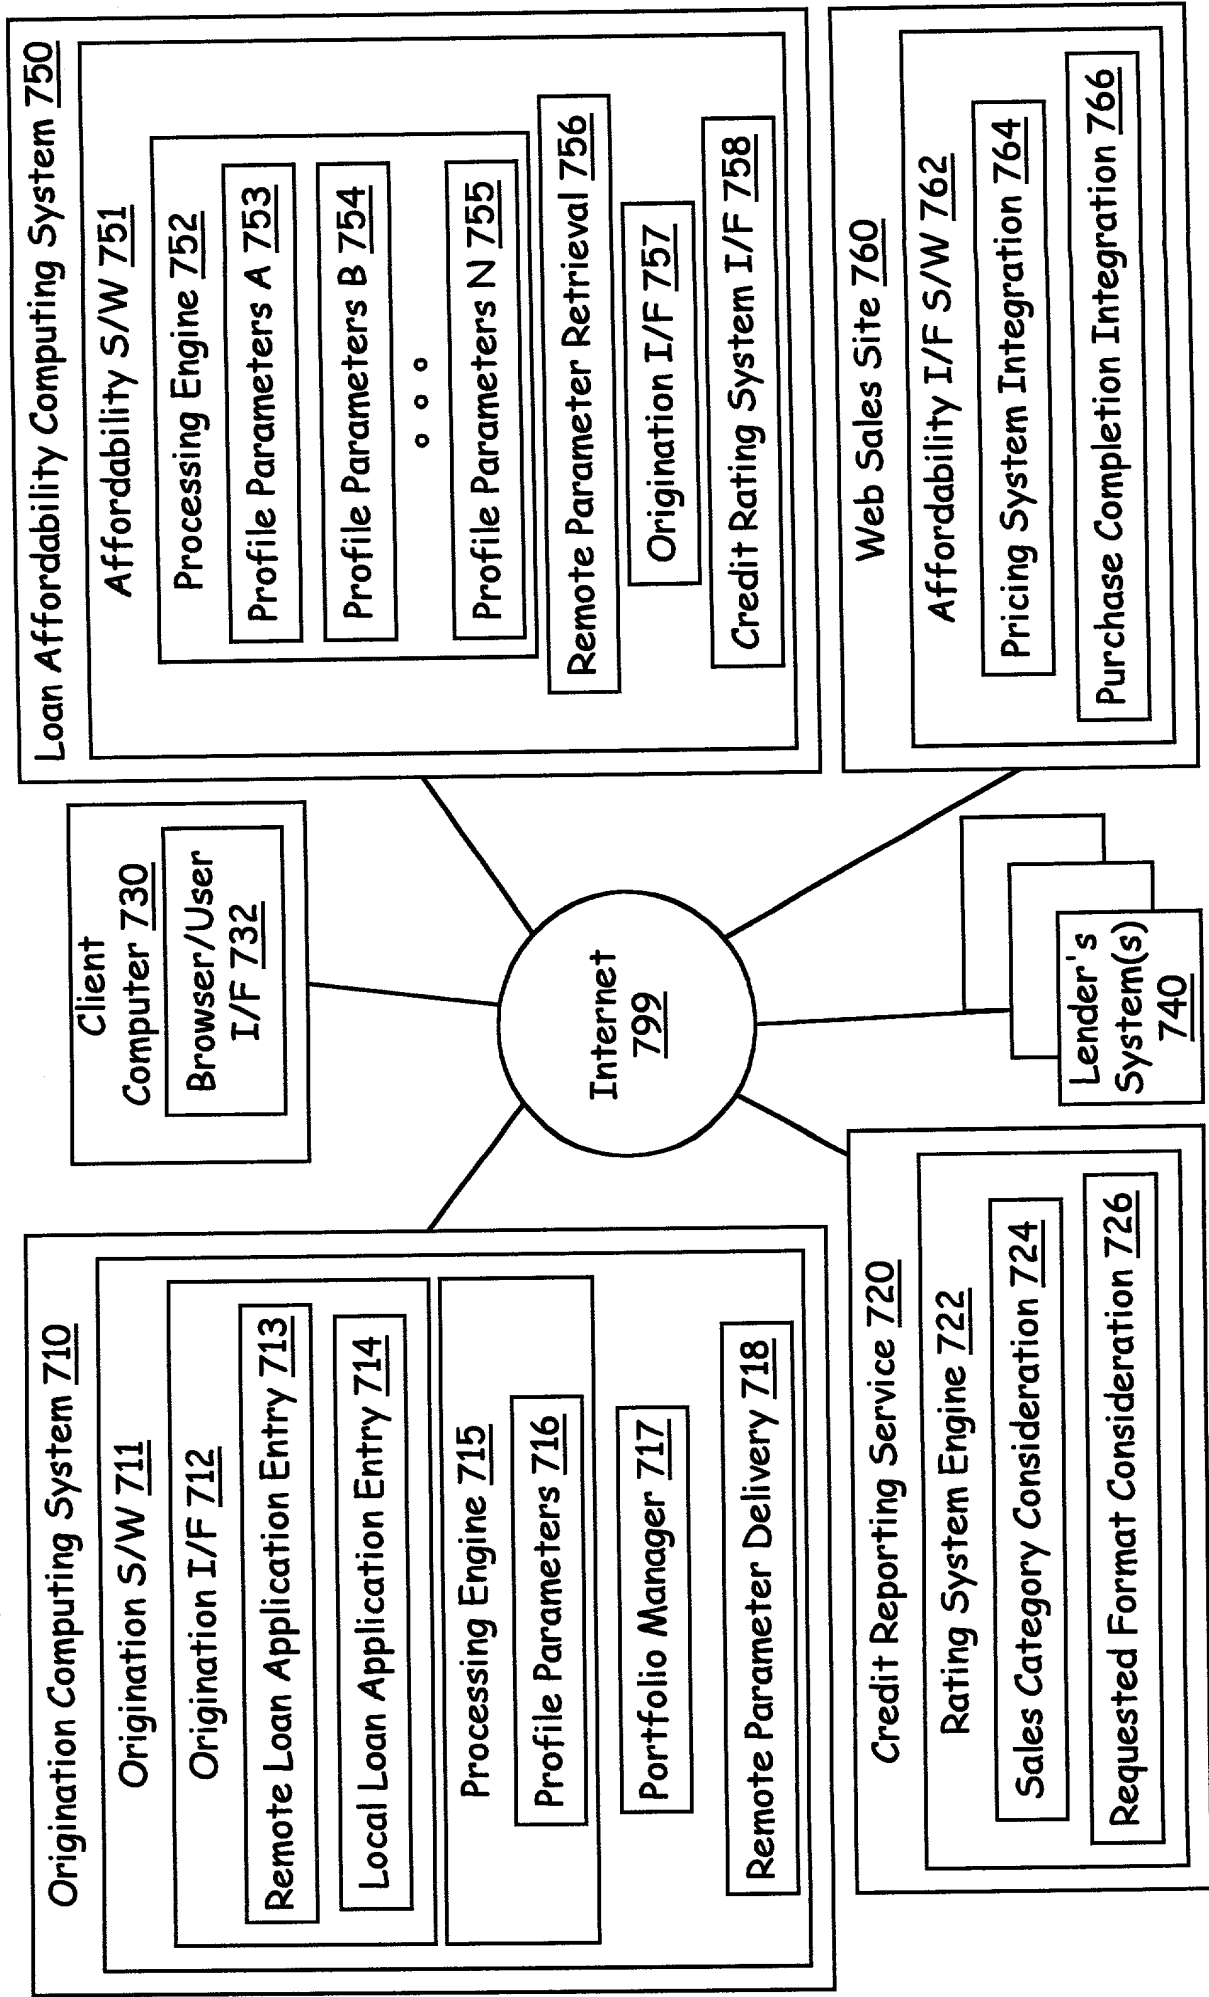 Origination Computing System 710
Origination S/W 711
Origination I/F 712
Remote Loan Application Entry 713
Local Loan Application Entry 714
Processing Engine 715
Profile Parameters 716
Portfolio Manager 717
Remote Parameter Delivery 718
Credit Reporting Service 720
Rating System Engine 722
Sales Category Consideration 724
Requested Format Consideration 726
Client
Computer 730
Browser/User
I/F 732
Internet
799
Lender's
System(s)
740
Loan Affordability Computing System 750
Affordability S/W 751
Processing Engine 752
Profile Parameters A 753
Profile Parameters B 754
Profile Parameters N 755
Remote Parameter Retrieval 756
Origination I/F 757
Credit Rating System I/F 758
Web Sales Site 760
Affordability I/F S/W 762
Pricing System Integration 764
Purchase Completion Integration 766